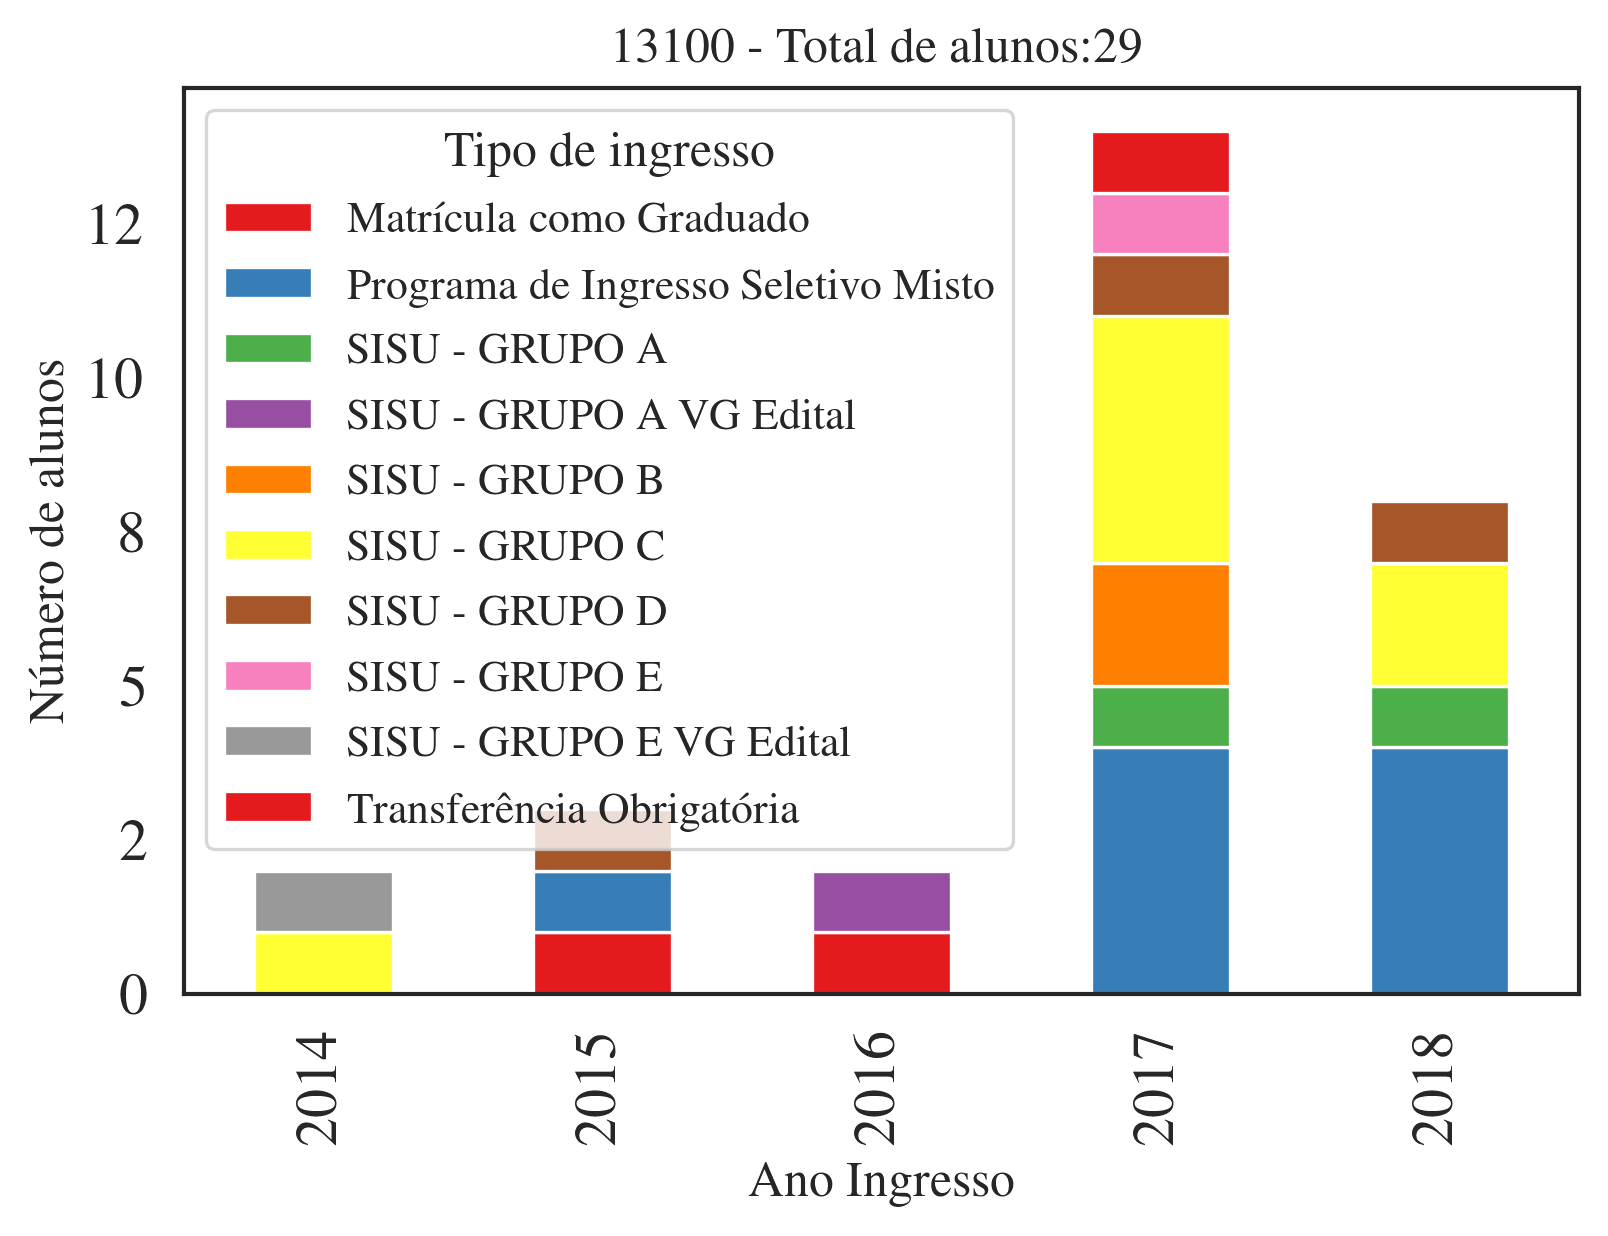 13100 - Total de alunos:29
Tipo de ingresso
Matrícula como Graduado
Programa de Ingresso Seletivo Misto
SISU - GRUPO A
SISU - GRUPO A VG Edital
SISU - GRUPO B
SISU - GRUPO C
SISU - GRUPO D
SISU - GRUPO E
SISU - GRUPO E VG Edital
Transferência Obrigatória
Número de alunos
12
10
8
5
2
0
2014
2015
2016
2017
2018
Ano Ingresso